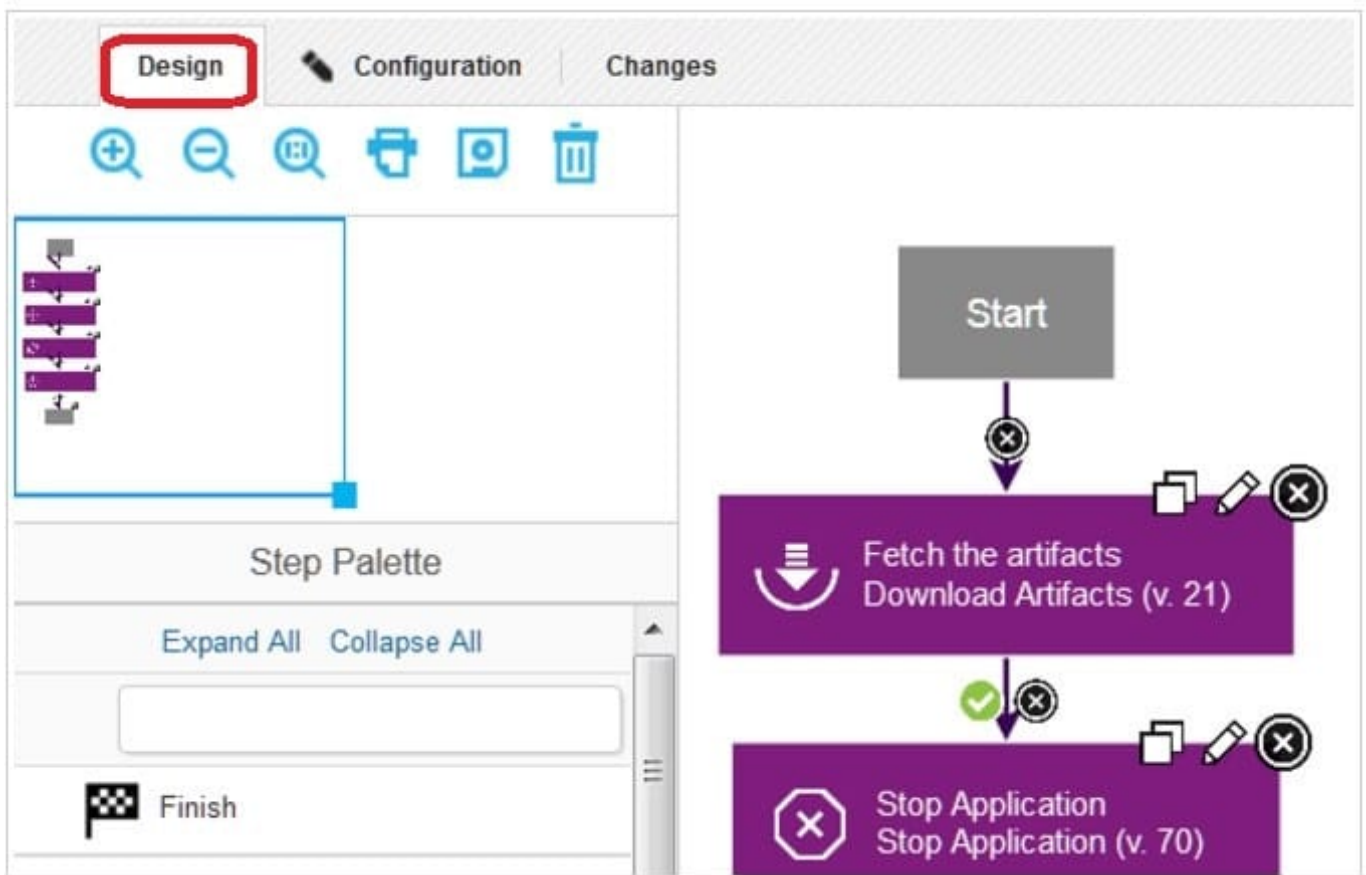 Design
Configuration
Changes
Step Palette
Expand All
Collapse All
Finish
Start
Fetch the artifacts
Download Artifacts (v. 21)
Stop Application
Stop Application (v. 70)